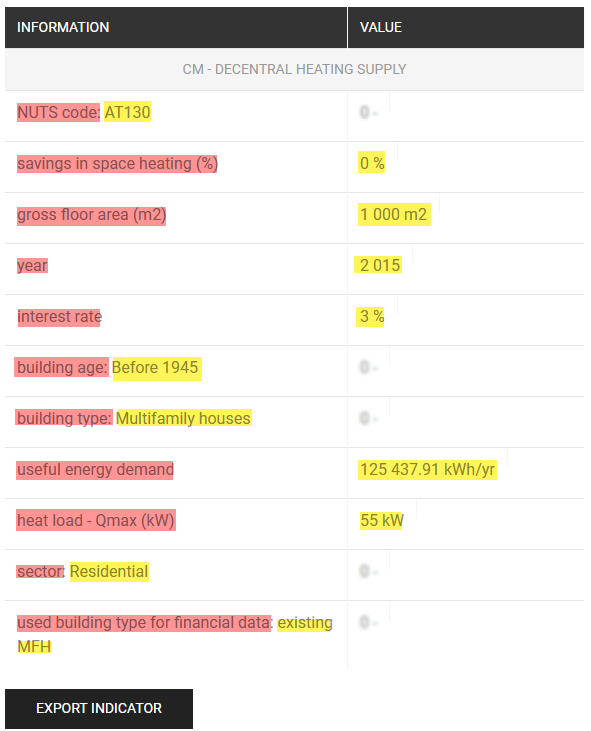 INFORMATION VALUE
CM - DECENTRAL HEATING SUPPLY
NUTS code: AT130 0 -
savings in space heating (%) 0 %
gross floor area (m2) 1 000 m2
year 2 015
interest rate 3 %
building age: Before 1945 0 -
building type: Multifamily houses 0 -
useful energy demand 125 437.91 kWh/yr
heat load - Qmax (kW) 55 kW
sector: Residential 0 -
used building type for financial data: existing 0 -
MFH
EXPORT INDICATOR